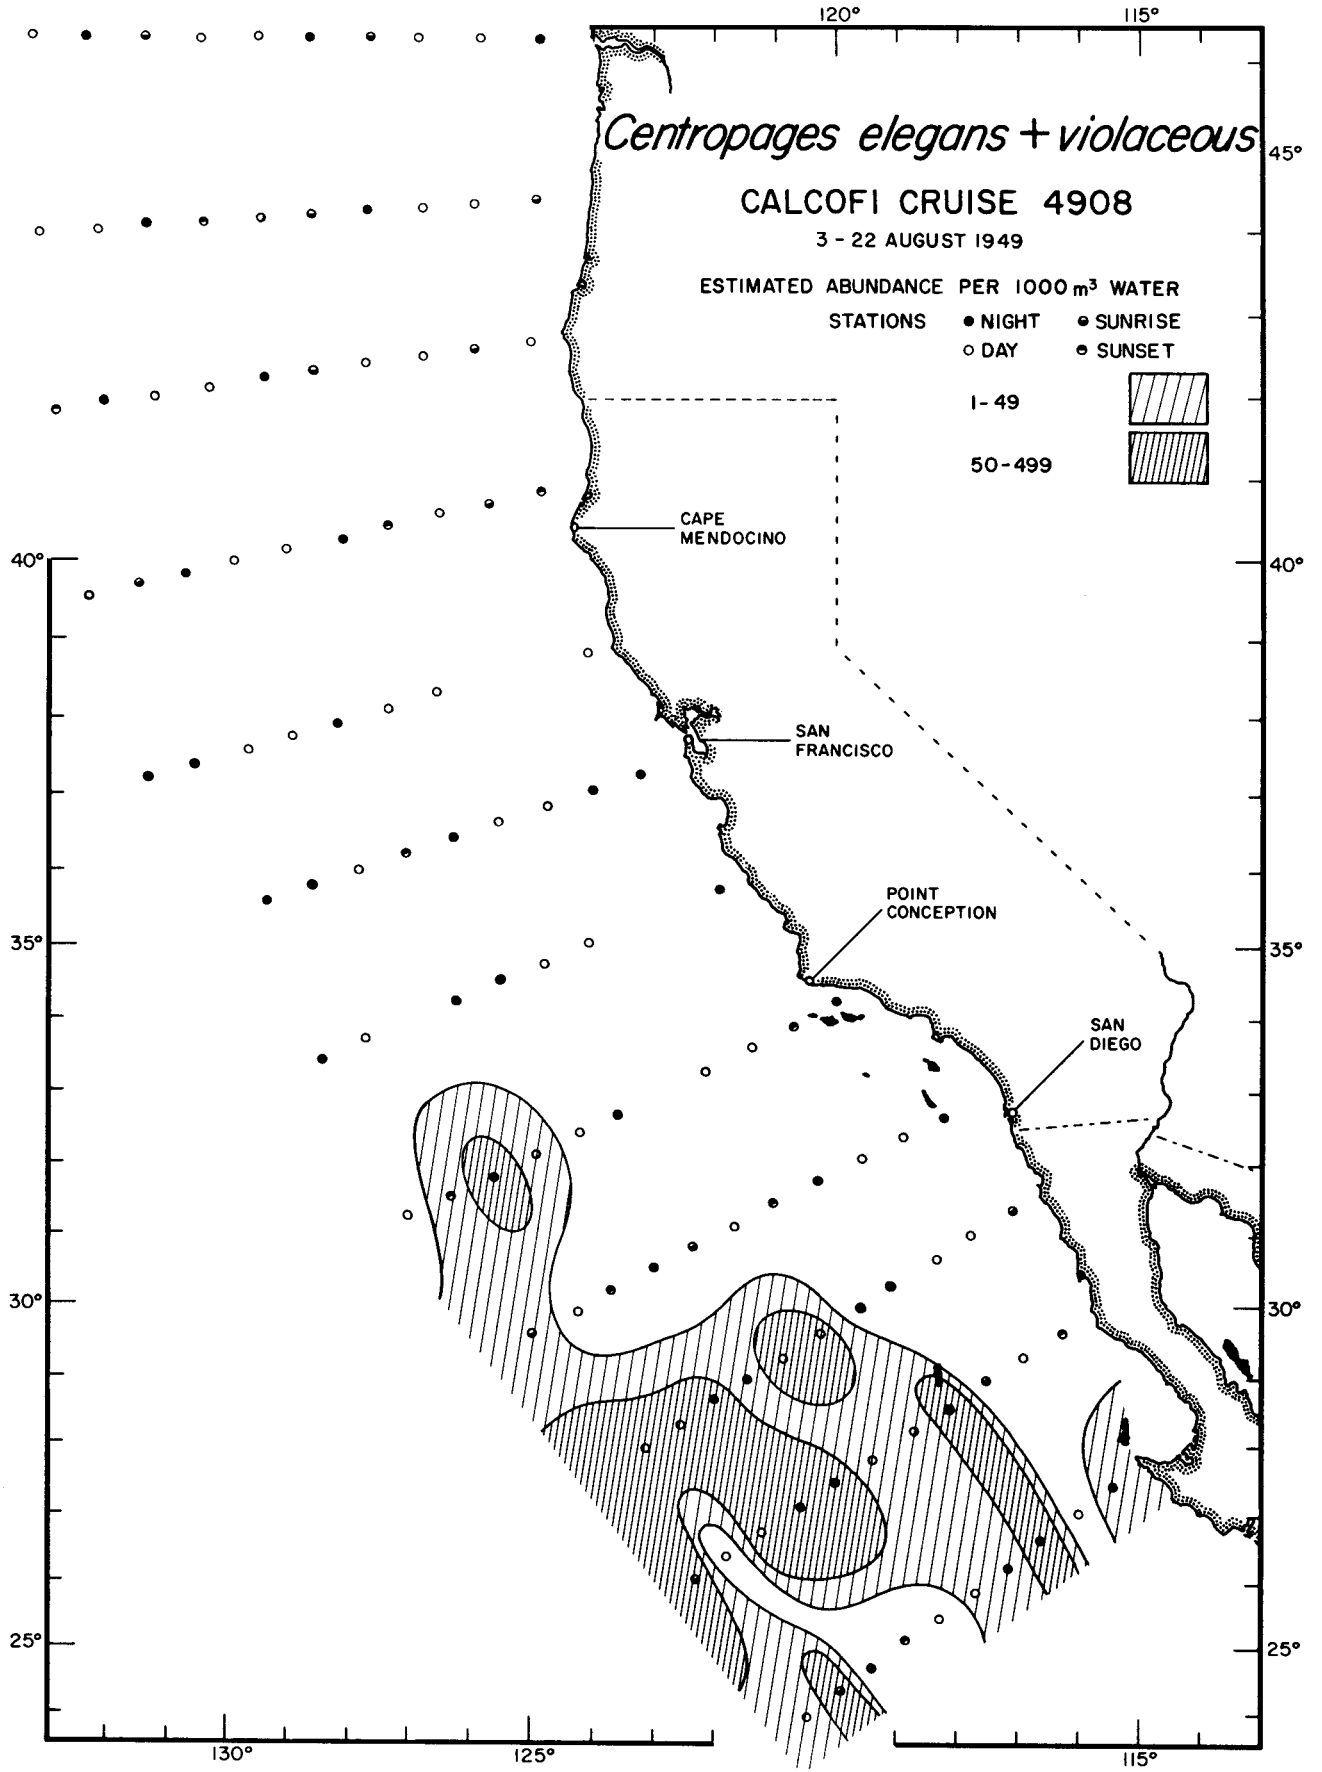 120° 115°
Centropages elegans + violaceous
45°
CALCOFI CRUISE 4908
3 - 22 AUGUST 1949
ESTIMATED ABUNDANCE PER 1000 m³ WATER
STATIONS ● NIGHT ◒ SUNRISE
○ DAY ◓ SUNSET
1 - 49
50 - 499
CAPE
MENDOCINO
40° 40°
SAN
FRANCISCO
POINT
CONCEPTION
35° 35°
SAN
DIEGO
30° 30°
25° 25°
130° 125° 115°